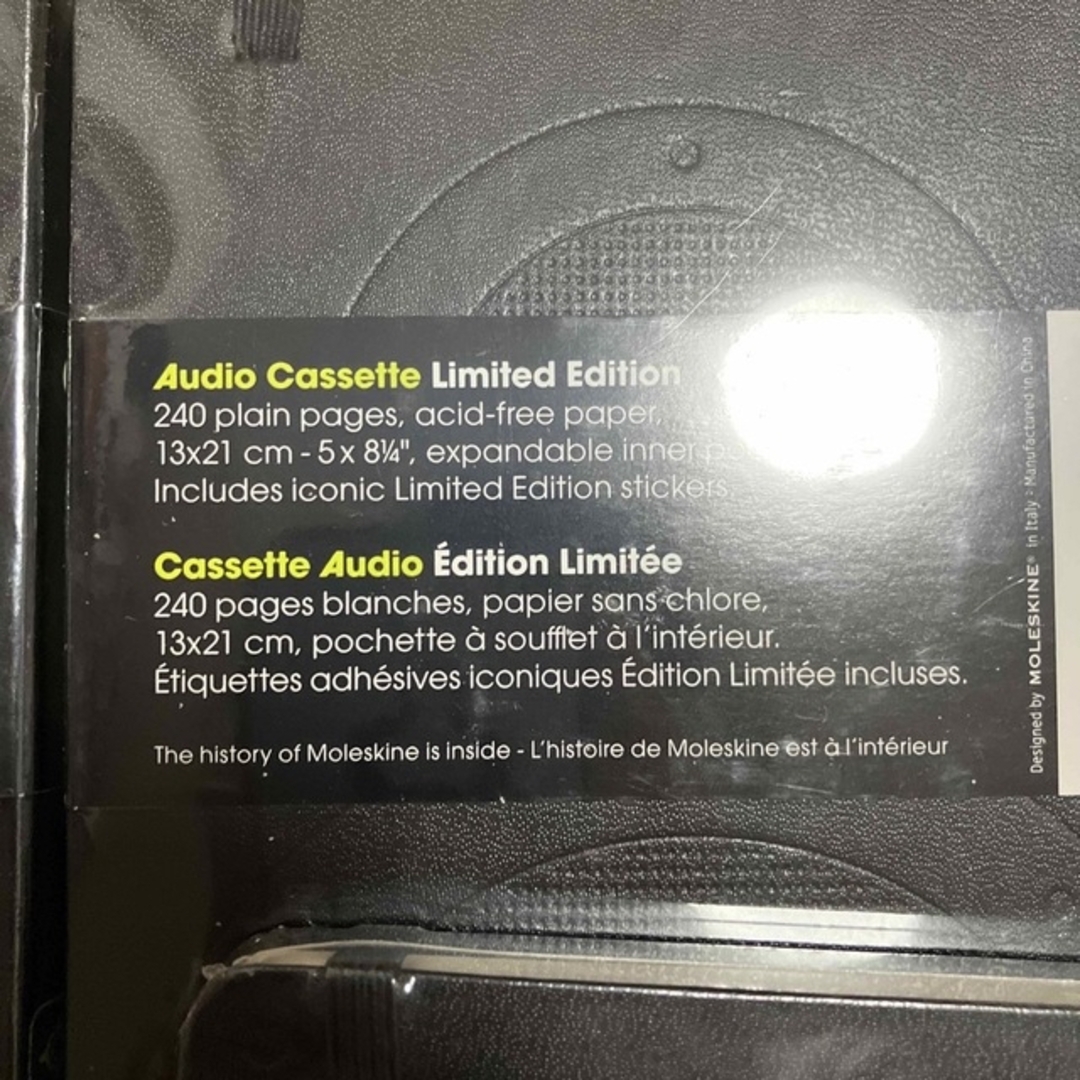 Audio Cassette Limited Edition
240 plain pages, acid-free paper,
13x21 cm - 5 x 8¼", expandable inner
Includes iconic Limited Edition stickers
Cassette Audio Édition Limitée
240 pages blanches, papier sans chlore,
13x21 cm, pochette à soufflet à l'intérieur.
Étiquettes adhésives iconiques Édition Limitée incluses.
The history of Moleskine is inside - L'histoire de Moleskine est à l'intérieur
Designed by MOLESKINE® in Italy - Manufactured in China